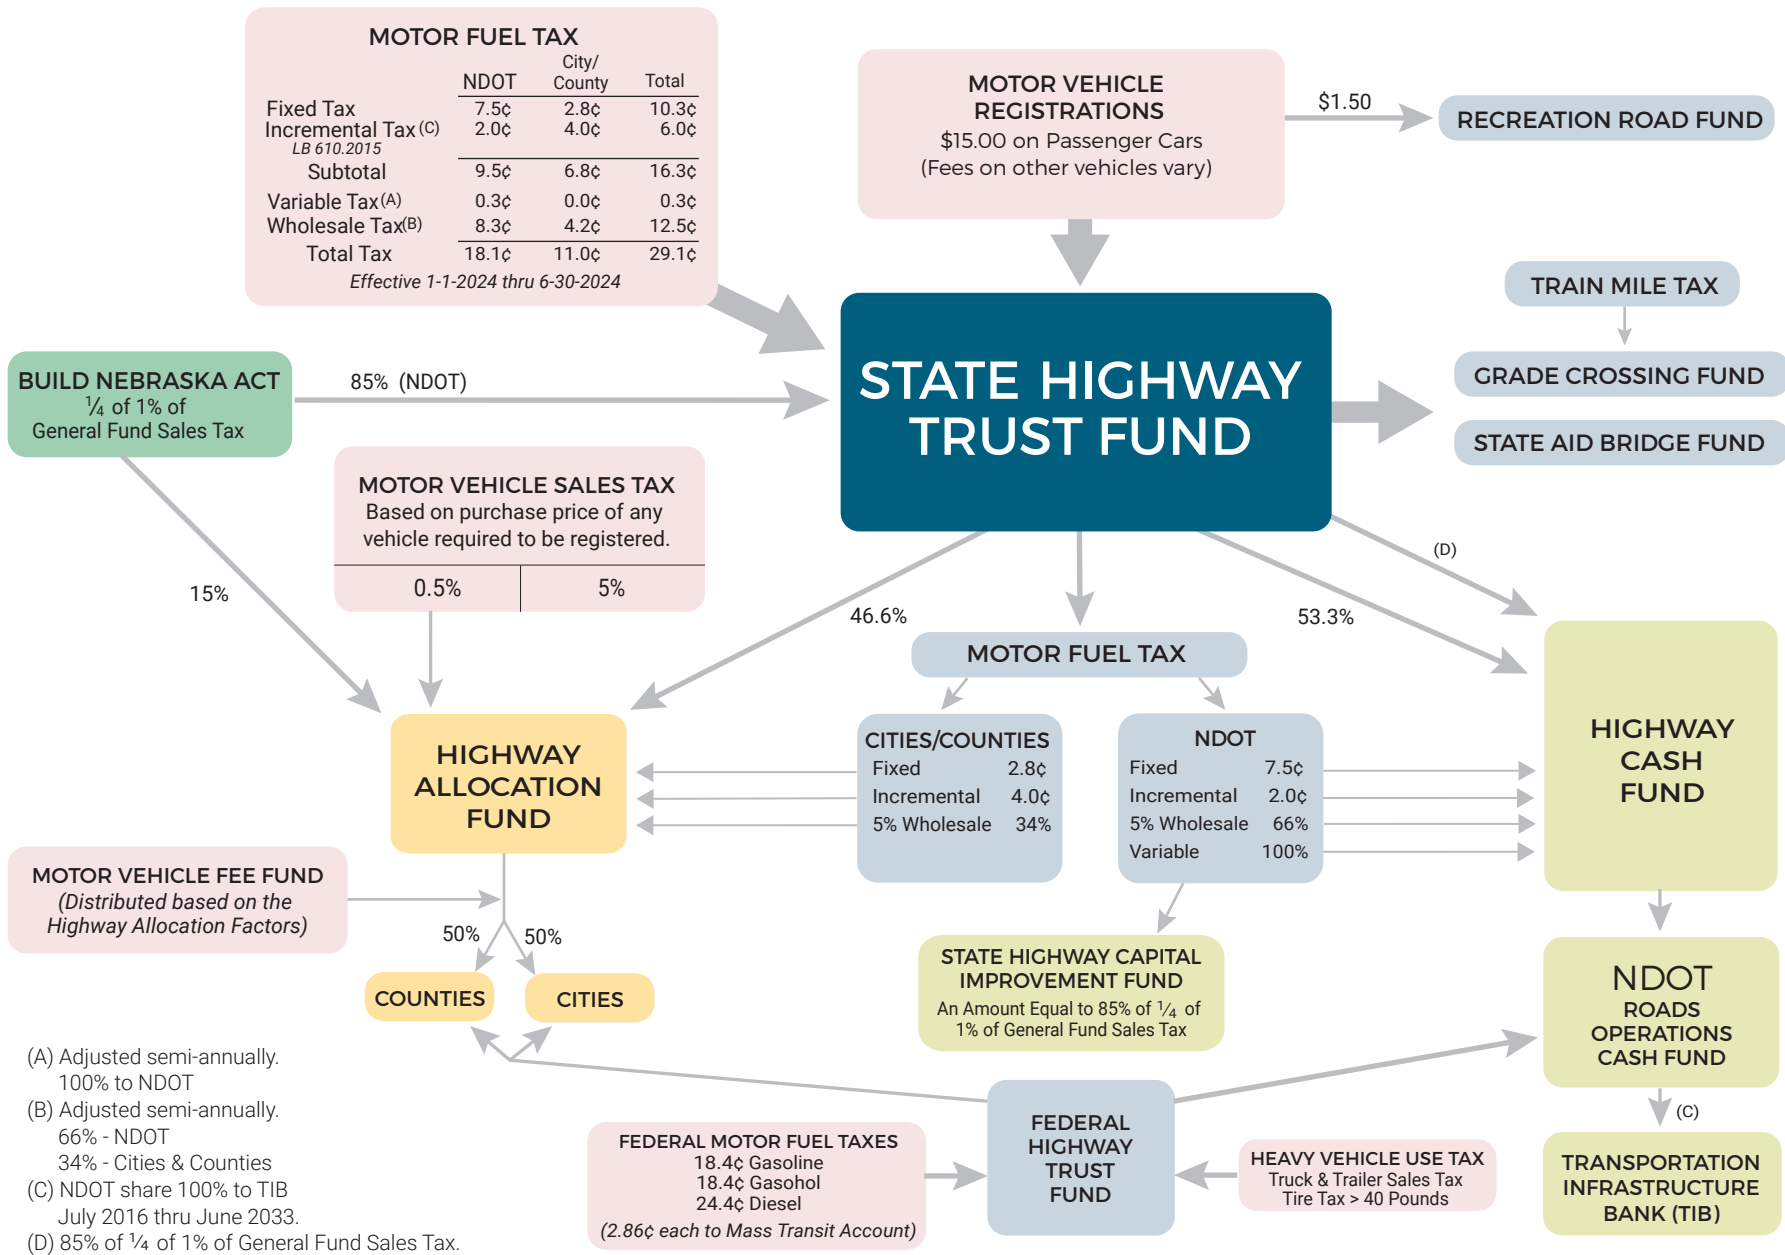 MOTOR FUEL TAX
NDOT City/County Total
Fixed Tax 7.5¢ 2.8¢ 10.3¢
Incremental Tax (C) 2.0¢ 4.0¢ 6.0¢
LB 610.2015
Subtotal 9.5¢ 6.8¢ 16.3¢
Variable Tax (A) 0.3¢ 0.0¢ 0.3¢
Wholesale Tax (B) 8.3¢ 4.2¢ 12.5¢
Total Tax 18.1¢ 11.0¢ 29.1¢
Effective 1-1-2024 thru 6-30-2024
MOTOR VEHICLE
REGISTRATIONS
$15.00 on Passenger Cars
(Fees on other vehicles vary)
$1.50
RECREATION ROAD FUND
TRAIN MILE TAX
GRADE CROSSING FUND
STATE AID BRIDGE FUND
STATE HIGHWAY
TRUST FUND
BUILD NEBRASKA ACT
¼ of 1% of
General Fund Sales Tax
85% (NDOT)
15%
MOTOR VEHICLE SALES TAX
Based on purchase price of any
vehicle required to be registered.
0.5% 5%
46.6%
53.3%
(D)
MOTOR FUEL TAX
CITIES/COUNTIES
Fixed 2.8¢
Incremental 4.0¢
5% Wholesale 34%
NDOT
Fixed 7.5¢
Incremental 2.0¢
5% Wholesale 66%
Variable 100%
HIGHWAY
ALLOCATION
FUND
HIGHWAY
CASH
FUND
MOTOR VEHICLE FEE FUND
(Distributed based on the
Highway Allocation Factors)
50% 50%
COUNTIES
CITIES
STATE HIGHWAY CAPITAL
IMPROVEMENT FUND
An Amount Equal to 85% of ¼ of
1% of General Fund Sales Tax
NDOT
ROADS
OPERATIONS
CASH FUND
(C)
TRANSPORTATION
INFRASTRUCTURE
BANK (TIB)
FEDERAL
HIGHWAY
TRUST
FUND
FEDERAL MOTOR FUEL TAXES
18.4¢ Gasoline
18.4¢ Gasohol
24.4¢ Diesel
(2.86¢ each to Mass Transit Account)
HEAVY VEHICLE USE TAX
Truck & Trailer Sales Tax
Tire Tax > 40 Pounds
(A) Adjusted semi-annually.
100% to NDOT
(B) Adjusted semi-annually.
66% - NDOT
34% - Cities & Counties
(C) NDOT share 100% to TIB
July 2016 thru June 2033.
(D) 85% of ¼ of 1% of General Fund Sales Tax.